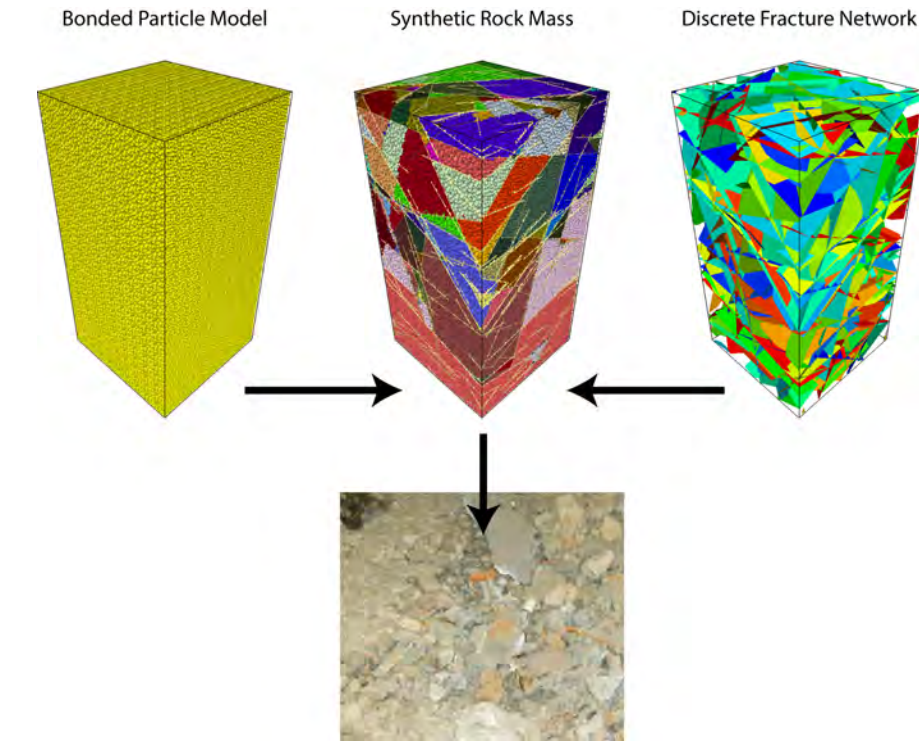 Bonded Particle Model
Synthetic Rock Mass
Discrete Fracture Network